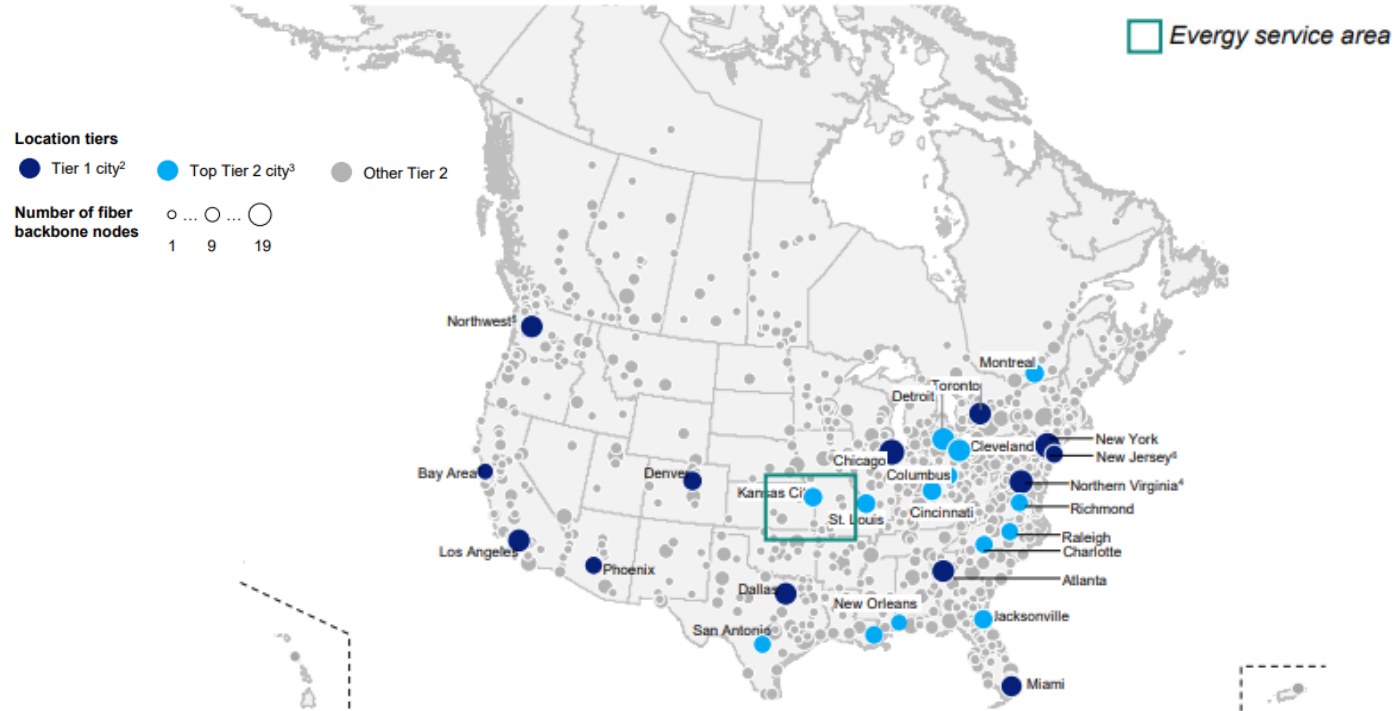 Evergy service area
Location tiers
Tier 1 city²
Top Tier 2 city³
Other Tier 2
Number of fiber
backbone nodes
... ...
1 9 19
Northwest⁵
Montreal
Toronto
Detroit
Cleveland
New York
New Jersey⁶
Chicago
Bay Area
Denver
Columbus
Northern Virginia⁴
Kansas Cit
St. Louis
Cincinnati
Richmond
Raleigh
Charlotte
Los Angeles
Phoenix
Atlanta
Dallas
New Orleans
Jacksonville
San Antonio
Miami